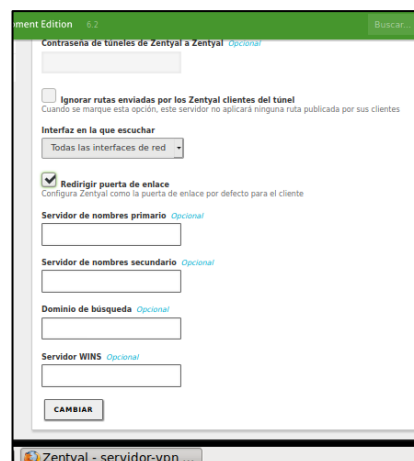 ment Edition 6.2 Buscar...
Contraseña de túneles de Zentyal a Zentyal Opcional
Ignorar rutas enviadas por los Zentyal clientes del túnel
Cuando se marque esta opción, este servidor no aplicará ninguna ruta publicada por sus clientes
Interfaz en la que escuchar
Todas las interfaces de red
Redirigir puerta de enlace
Configura Zentyal como la puerta de enlace por defecto para el cliente
Servidor de nombres primario Opcional
Servidor de nombres secundario Opcional
Dominio de búsqueda Opcional
Servidor WINS Opcional
CAMBIAR
Zentyal - servidor-vpn ...